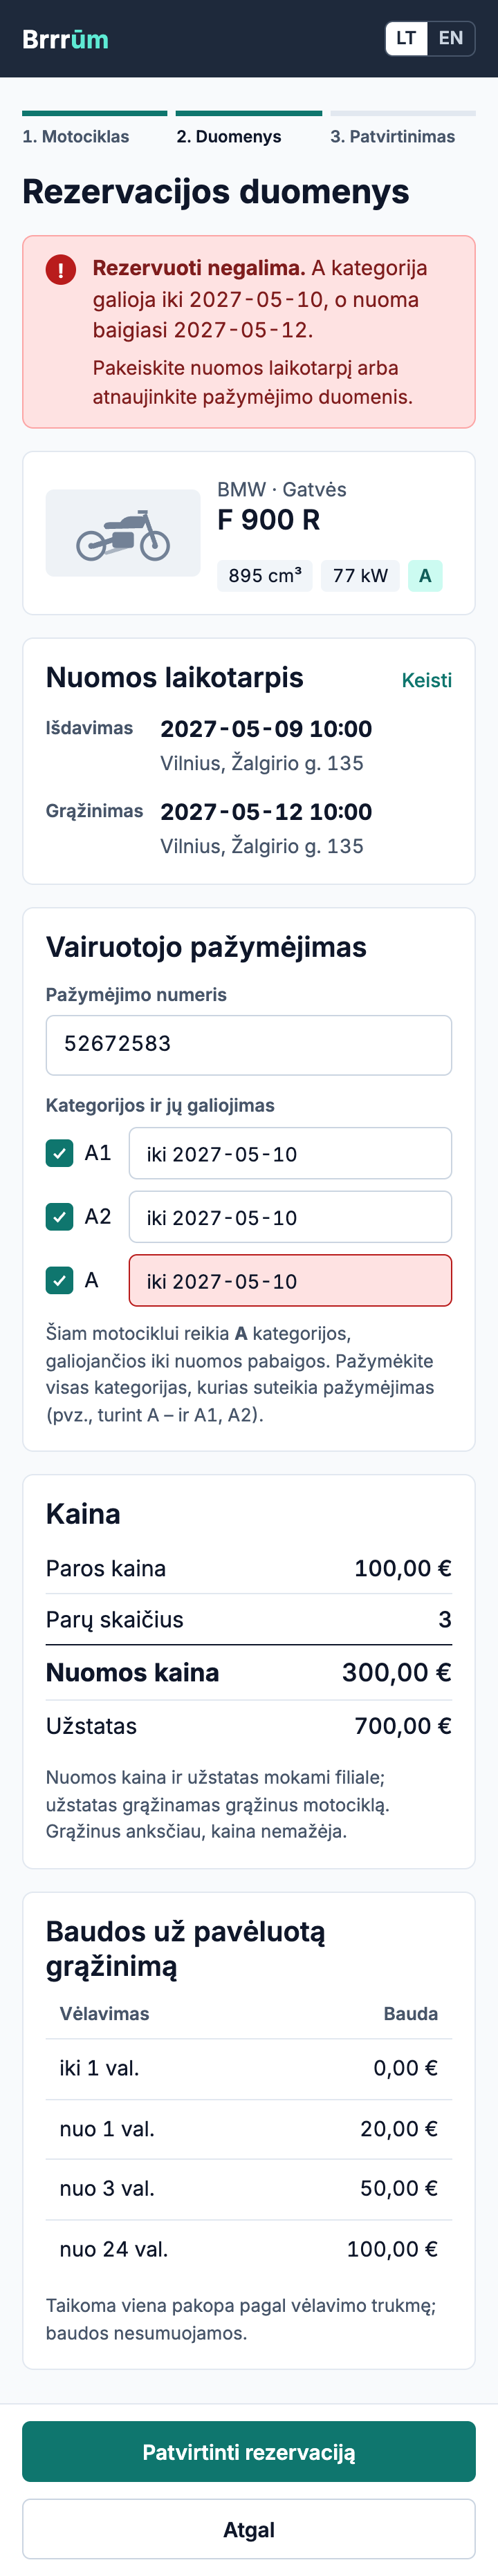 Brrrūm
LT EN
1. Motociklas 2. Duomenys 3. Patvirtinimas
Rezervacijos duomenys
! Rezervuoti negalima. A kategorija
galioja iki 2027-05-10, o nuoma
baigiasi 2027-05-12.
Pakeiskite nuomos laikotarpį arba
atnaujinkite pažymėjimo duomenis.
BMW · Gatvės
F 900 R
895 cm³ 77 kW A
Nuomos laikotarpis Keisti
Išdavimas 2027-05-09 10:00
Vilnius, Žalgirio g. 135
Grąžinimas 2027-05-12 10:00
Vilnius, Žalgirio g. 135
Vairuotojo pažymėjimas
Pažymėjimo numeris
52672583
Kategorijos ir jų galiojimas
A1 iki 2027-05-10
A2 iki 2027-05-10
A iki 2027-05-10
Šiam motociklui reikia A kategorijos,
galiojančios iki nuomos pabaigos. Pažymėkite
visas kategorijas, kurias suteikia pažymėjimas
(pvz., turint A – ir A1, A2).
Kaina
Paros kaina 100,00 €
Parų skaičius 3
Nuomos kaina 300,00 €
Užstatas 700,00 €
Nuomos kaina ir užstatas mokami filiale;
užstatas grąžinamas grąžinus motociklą.
Grąžinus anksčiau, kaina nemažėja.
Baudos už pavėluotą
grąžinimą
Vėlavimas Bauda
iki 1 val. 0,00 €
nuo 1 val. 20,00 €
nuo 3 val. 50,00 €
nuo 24 val. 100,00 €
Taikoma viena pakopa pagal vėlavimo trukmę;
baudos nesumuojamos.
Patvirtinti rezervaciją
Atgal